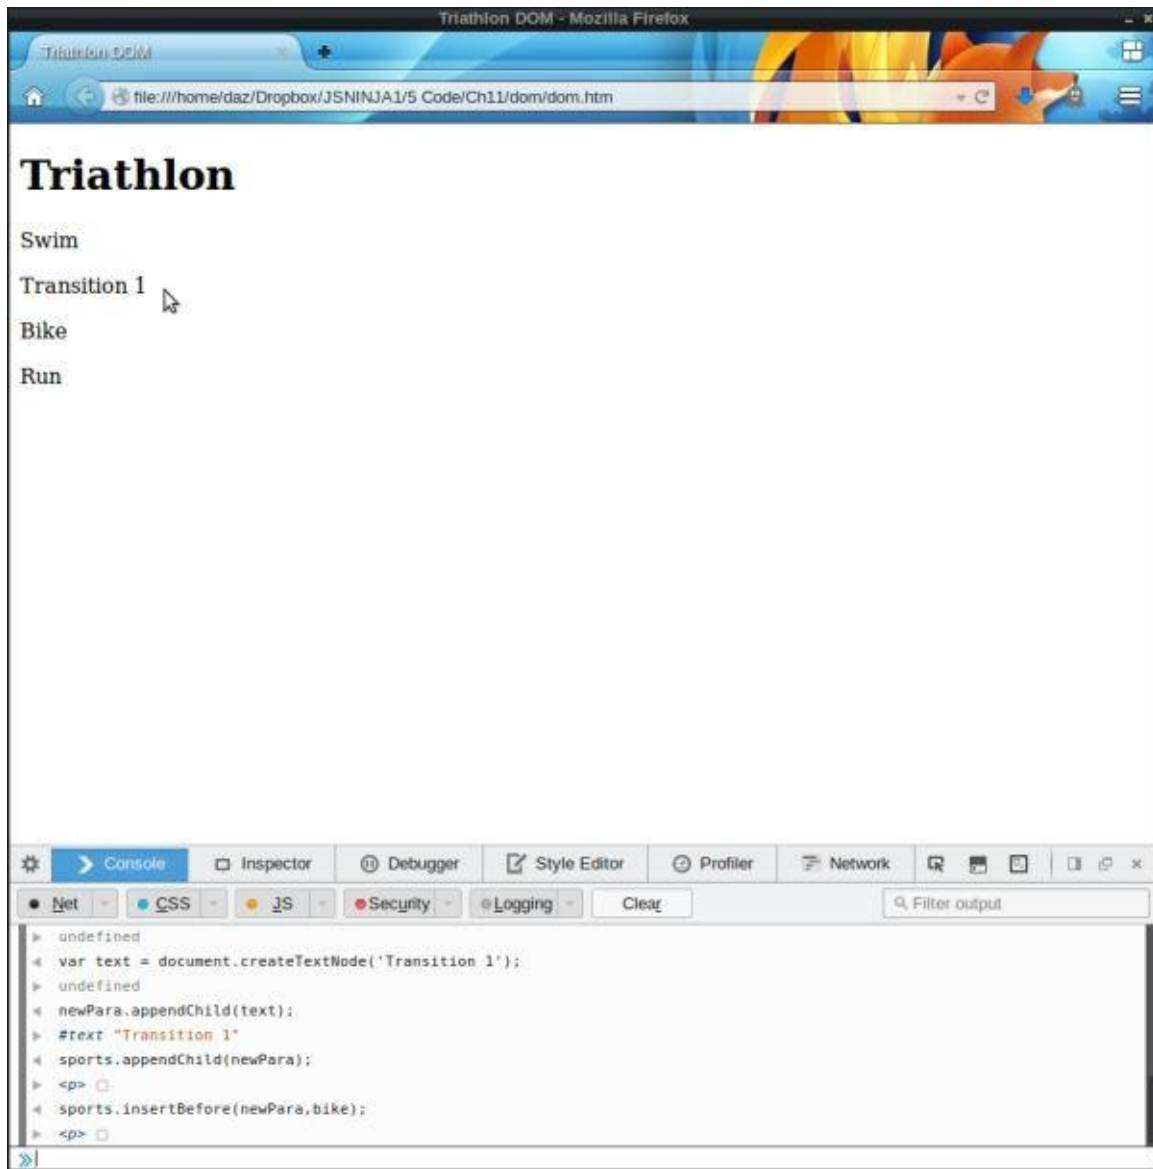 Triathlon DOM - Mozilla Firefox
Triathlon DOM
file:///home/daz/Dropbox/JSNINJA1/5 Code/Ch11/dom/dom.htm
Triathlon
Swim
Transition 1
Bike
Run
Console Inspector Debugger Style Editor Profiler Network
Net CSS JS Security Logging Clear Filter output
undefined
var text = document.createTextNode('Transition 1');
undefined
newPara.appendChild(text);
#text "Transition 1"
sports.appendChild(newPara);
<p>
sports.insertBefore(newPara,bike);
<p>